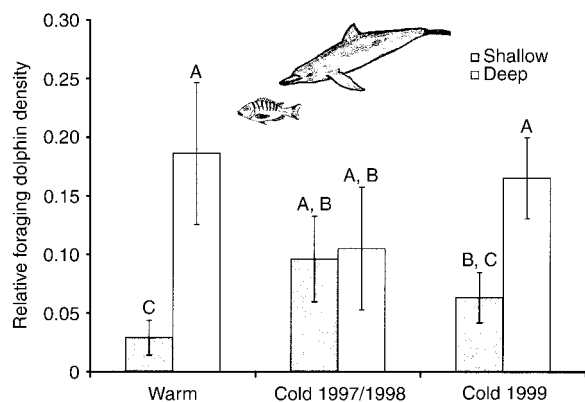 0.30
0.25
0.20
0.15
0.10
0.05
0
Relative foraging dolphin density
Shallow
Deep
C
A
A, B
A, B
B, C
A
Warm
Cold 1997/1998
Cold 1999